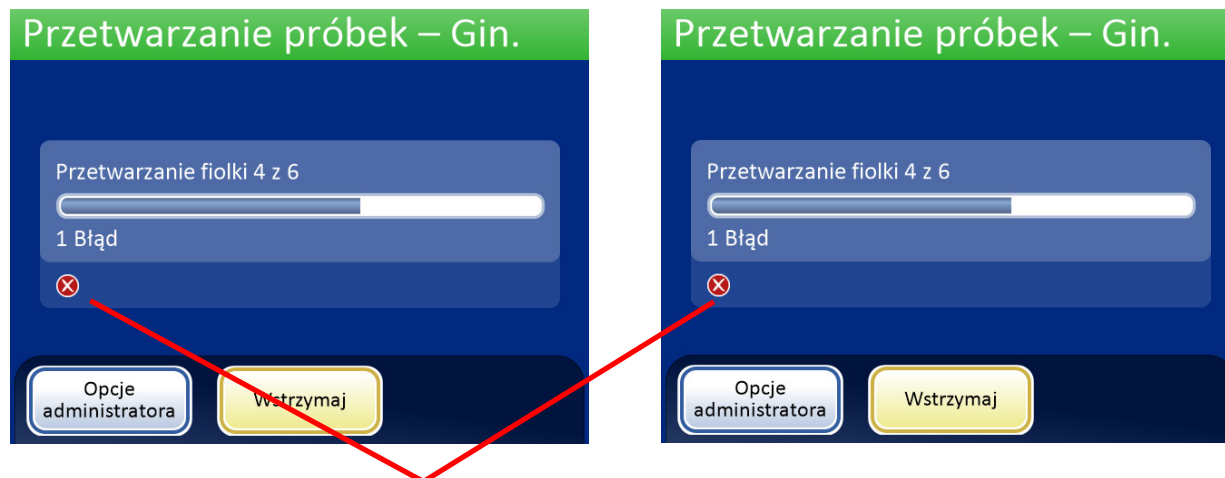 Przetwarzanie próbek – Gin.
Przetwarzanie fiolki 4 z 6
1 Błąd
Opcje
administratora
Wstrzymaj
Przetwarzanie próbek – Gin.
Przetwarzanie fiolki 4 z 6
1 Błąd
Opcje
administratora
Wstrzymaj